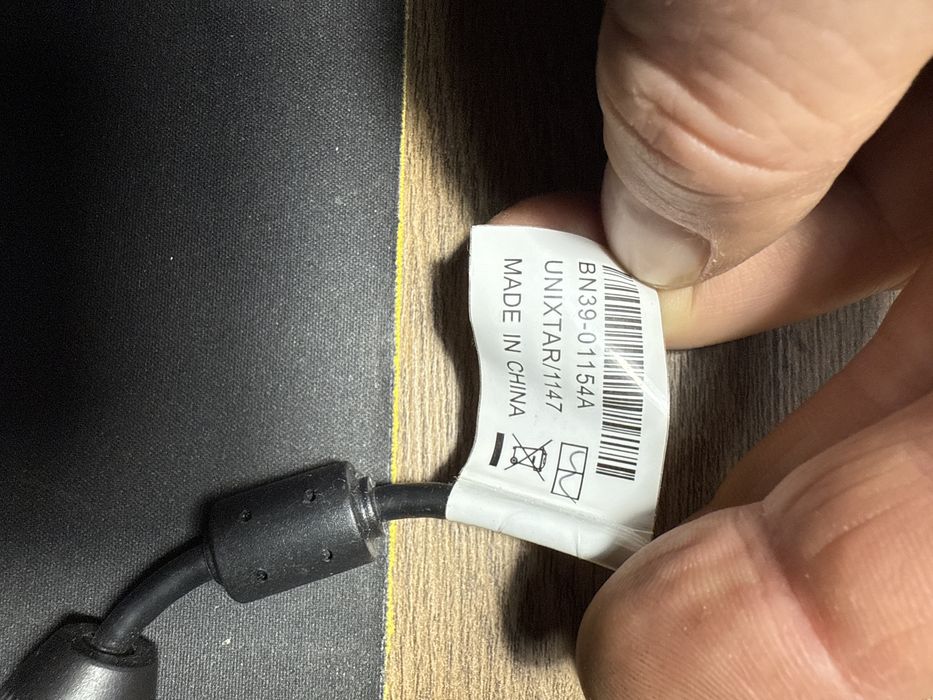 BN39-01154A
UNIXTAR/1147
MADE IN CHINA